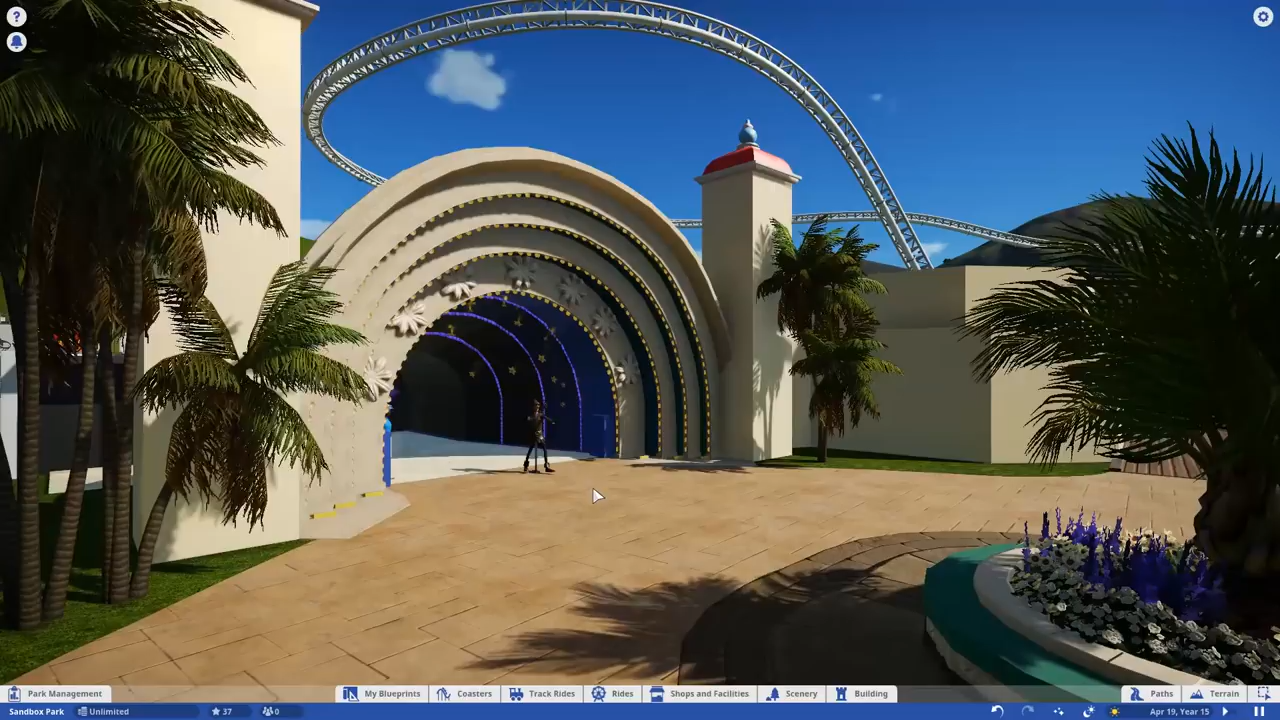 ?
Park Management
My Blueprints
Coasters
Track Rides
Rides
Shops and Facilities
Scenery
Building
Paths
Terrain
Sandbox Park
Unlimited
37
0
Apr 19, Year 15